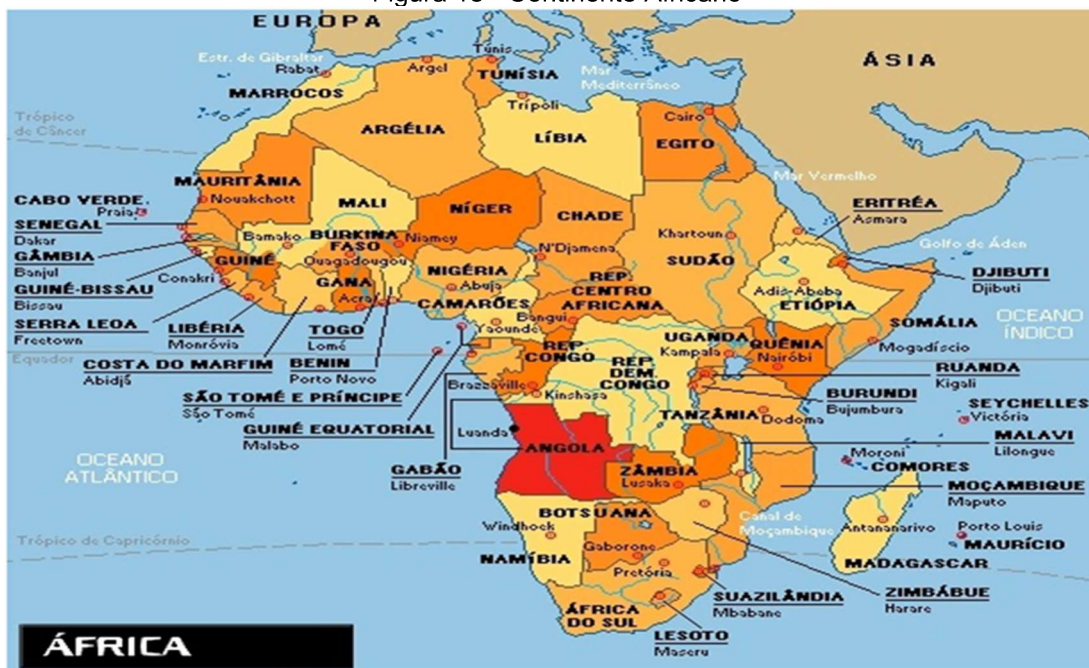 EUROPA
ÁSIA
Estr. de Gibraltar
Rabat
Argel
Túnis
TUNÍSIA
Mar
Mediterrâneo
MARROCOS
Trípoli
Trópico
de Câncer
ARGÉLIA
LÍBIA
Cairo
EGITO
Mar Vermelho
MAURITÂNIA
Nouakchott
CABO VERDE
Praia
MALI
NÍGER
CHADE
ERITRÉIA
Asmara
SENEGAL
Dakar
Bamako
BURKINA
FASO
Niamey
Khartoun
GÂMBIA
Banjul
GUINÉ
Ouagadougou
N'Djamena
SUDÃO
Golfo de Áden
Conakri
GANA
NIGÉRIA
Abuja
REP.
CENTRO
AFRICANA
Adis-Abeba
ETIÓPIA
DJIBUTI
Djibuti
GUINÉ-BISSAU
Bissau
Acra
CAMARÕES
Yaoundé
Bangui
SOMÁLIA
OCEANO
ÍNDICO
SERRA LEOA
Freetown
LIBÉRIA
Monróvia
TOGO
Lomé
UGANDA
Kampala
QUÊNIA
Nairóbi
Mogadíscio
Equador
COSTA DO MARFIM
Abidjã
BENIN
Porto Novo
REP.
CONGO
REP.
DEM.
CONGO
RUANDA
Kigali
SÃO TOMÉ E PRÍNCIPE
São Tomé
Brazzaville
Kinshasa
BURUNDI
Bujumbura
TANZÂNIA
Dodoma
SEYCHELLES
Victória
GUINÉ EQUATORIAL
Malabo
Luanda
ANGOLA
MALAVI
Lilongue
OCEANO
ATLÂNTICO
GABÃO
Libreville
ZÂMBIA
Lusaka
Moroni
COMORES
MOÇAMBIQUE
Maputo
BOTSUANA
Canal de
Moçambique
Windhoek
Antananarivo
Porto Louis
MAURÍCIO
Trópico de Capricórnio
NAMÍBIA
Gaborone
MADAGASCAR
Pretória
SUAZILÂNDIA
Mbabane
ZIMBÁBUE
Harare
ÁFRICA
DO SUL
LESOTO
Maseru
ÁFRICA